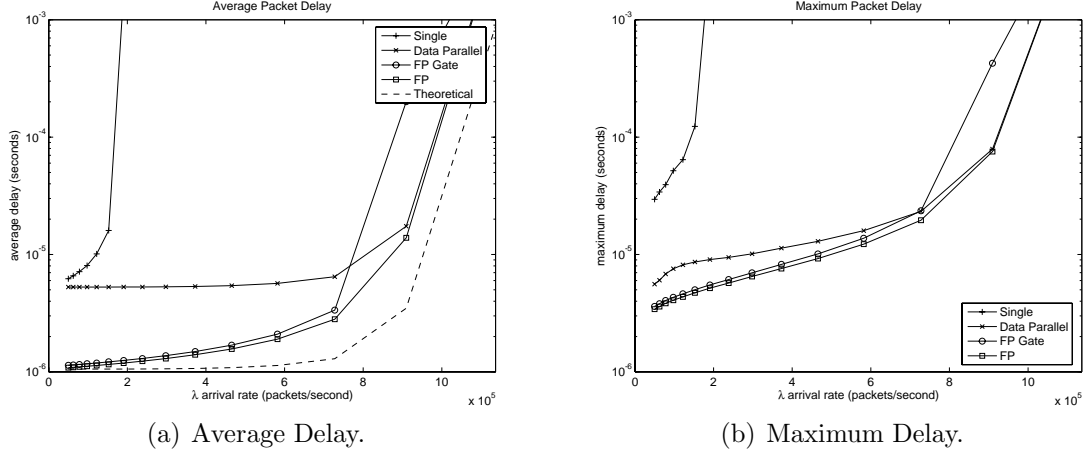 Average Packet Delay
10^-3
10^-4
10^-5
10^-6
average delay (seconds)
Single
Data Parallel
FP Gate
FP
Theoretical
0 2 4 6 8 10
x 10^5
λ arrival rate (packets/second)
(a) Average Delay.
Maximum Packet Delay
10^-3
10^-4
10^-5
10^-6
maximum delay (seconds)
Single
Data Parallel
FP Gate
FP
0 2 4 6 8 10
x 10^5
λ arrival rate (packets/second)
(b) Maximum Delay.